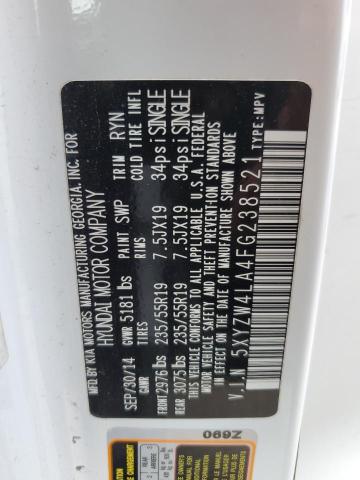 MFD.BY KIA MOTORS MANUFACTURING GEORGIA, INC. FOR
HYUNDAI MOTOR COMPANY
SEP/30/14 GVWR 5181 lbs PAINT SWP TRIM RYN
GAWR TIRES RIMS COLD TIRE INFL
FRONT 2976 lbs 235/55R19 7.5JX19 34psi SINGLE
REAR 3075 lbs 235/55R19 7.5JX19 34psi SINGLE
THIS VEHICLE CONFORMS TO ALL APPLICABLE U.S.A. FEDERAL
MOTOR VEHICLE SAFETY AND THEFT PREVENTION STANDARDS
IN EFFECT ON THE DATE OF MANUFACTURE SHOWN ABOVE
V.I.N 5XYZW4LA4FG238521
TYPE:MPV
069Z